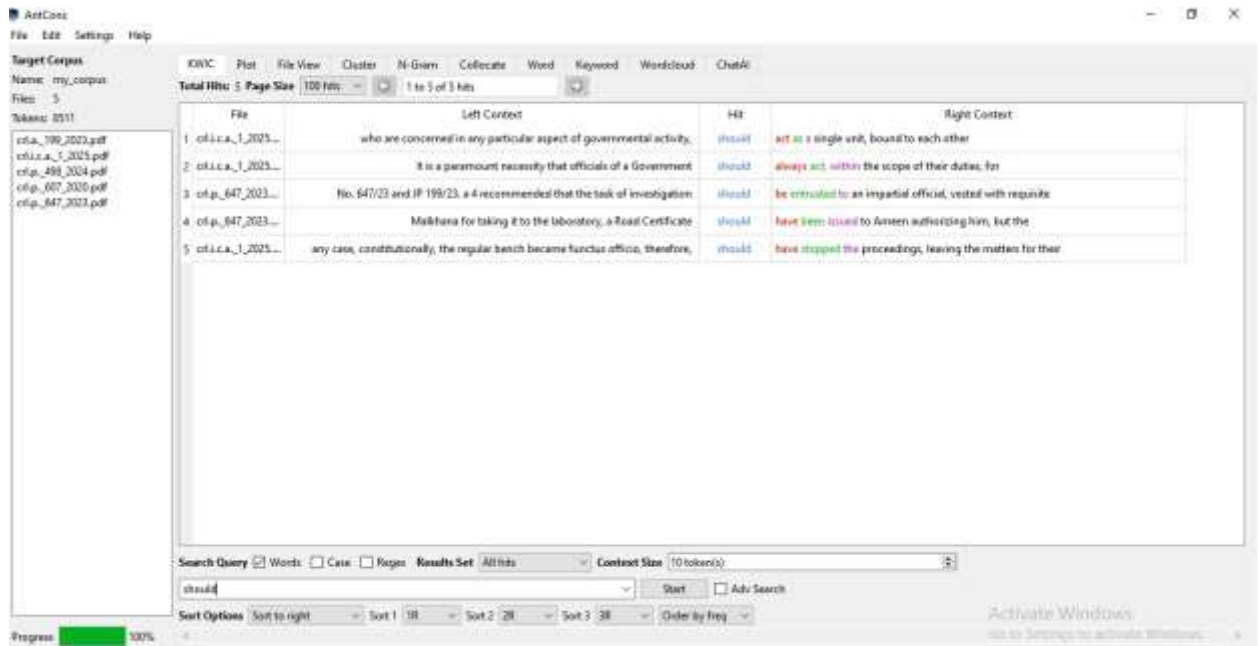 AntConc
File Edit Settings Help
Target Corpus
Name: my_corpus
Files: 5
Tokens: 8511
crl.a._199_2023.pdf
crl.i.c.a._1_2025.pdf
crl.p._498_2024.pdf
crl.p._607_2020.pdf
crl.p._647_2023.pdf
KWIC Plot File View Cluster N-Gram Collocate Word Keyword Wordcloud ChatAI
Total Hits: 5 Page Size 100 hits 1 to 5 of 5 hits
File Left Context Hit Right Context
1 crl.i.c.a._1_2025.... who are concerned in any particular aspect of governmental activity, should act as a single unit, bound to each other
2 crl.i.c.a._1_2025.... It is a paramount necessity that officials of a Government should always act, within the scope of their duties, for
3 crl.p._647_2023.... No. 647/23 and JP 199/23. a 4 recommended that the task of investigation should be entrusted to an impartial official, vested with requisite
4 crl.p._647_2023.... Malkhana for taking it to the laboratory, a Road Certificate should have been issued to Ameen authorizing him, but the
5 crl.i.c.a._1_2025.... any case, constitutionally, the regular bench became functus officio, therefore, should have stopped the proceedings, leaving the matters for their
Search Query Words Case Regex Results Set All hits Context Size 10 token(s)
should Start Adv Search
Sort Options Sort to right Sort 1 1R Sort 2 2R Sort 3 3R Order by freq
Progress 100%
Activate Windows
Go to Settings to activate Windows.